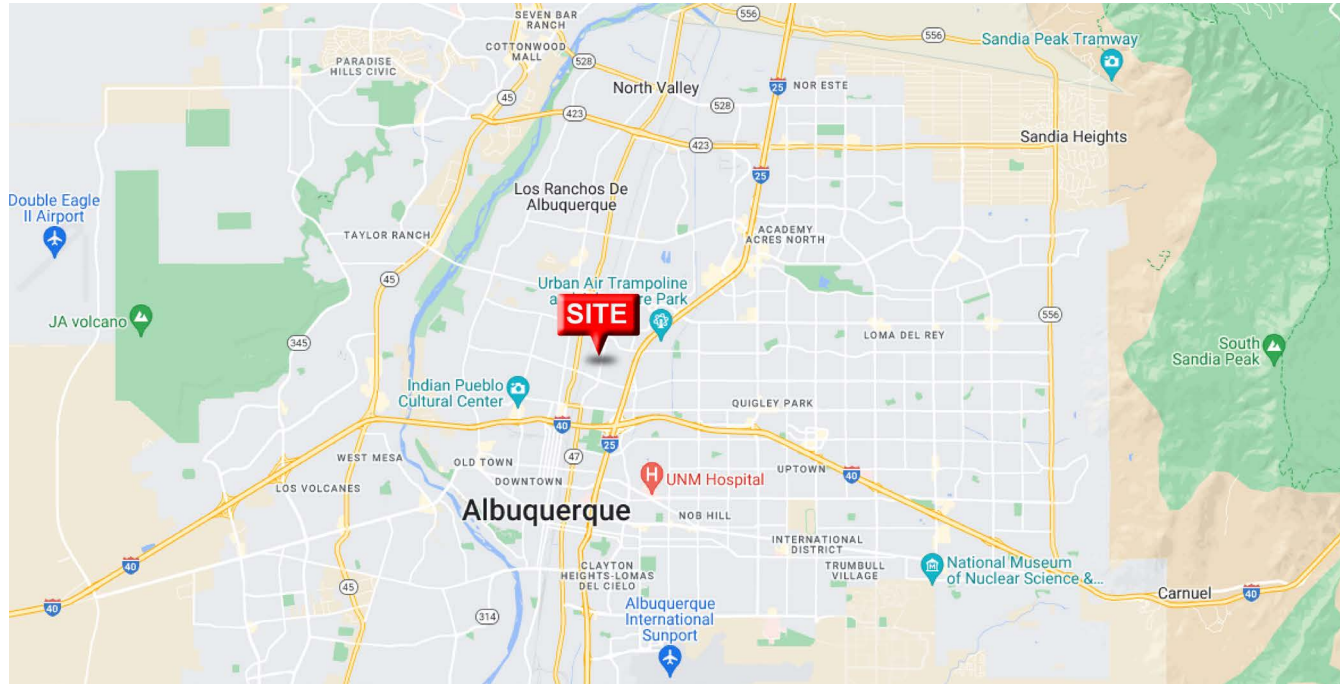 SEVEN BAR
RANCH
556
556
556
Sandia Peak Tramway
COTTONWOOD
MALL
PARADISE
HILLS CIVIC
528
North Valley
25
NOR ESTE
45
528
423
423
Sandia Heights
25
Los Ranchos De
Albuquerque
Double Eagle
II Airport
TAYLOR RANCH
ACADEMY
ACRES NORTH
45
Urban Air Trampoline
Park
SITE
556
JA volcano
345
LOMA DEL REY
South
Sandia Peak
Indian Pueblo
Cultural Center
QUIGLEY PARK
40
25
47
WEST MESA
OLD TOWN
DOWNTOWN
UNM Hospital
UPTOWN
40
LOS VOLCANES
Albuquerque
NOB HILL
INTERNATIONAL
DISTRICT
40
CLAYTON
HEIGHTS-LOMAS
DEL CIELO
TRUMBULL
VILLAGE
National Museum
of Nuclear Science &...
45
40
Carnuel
40
314
Albuquerque
International
Sunport